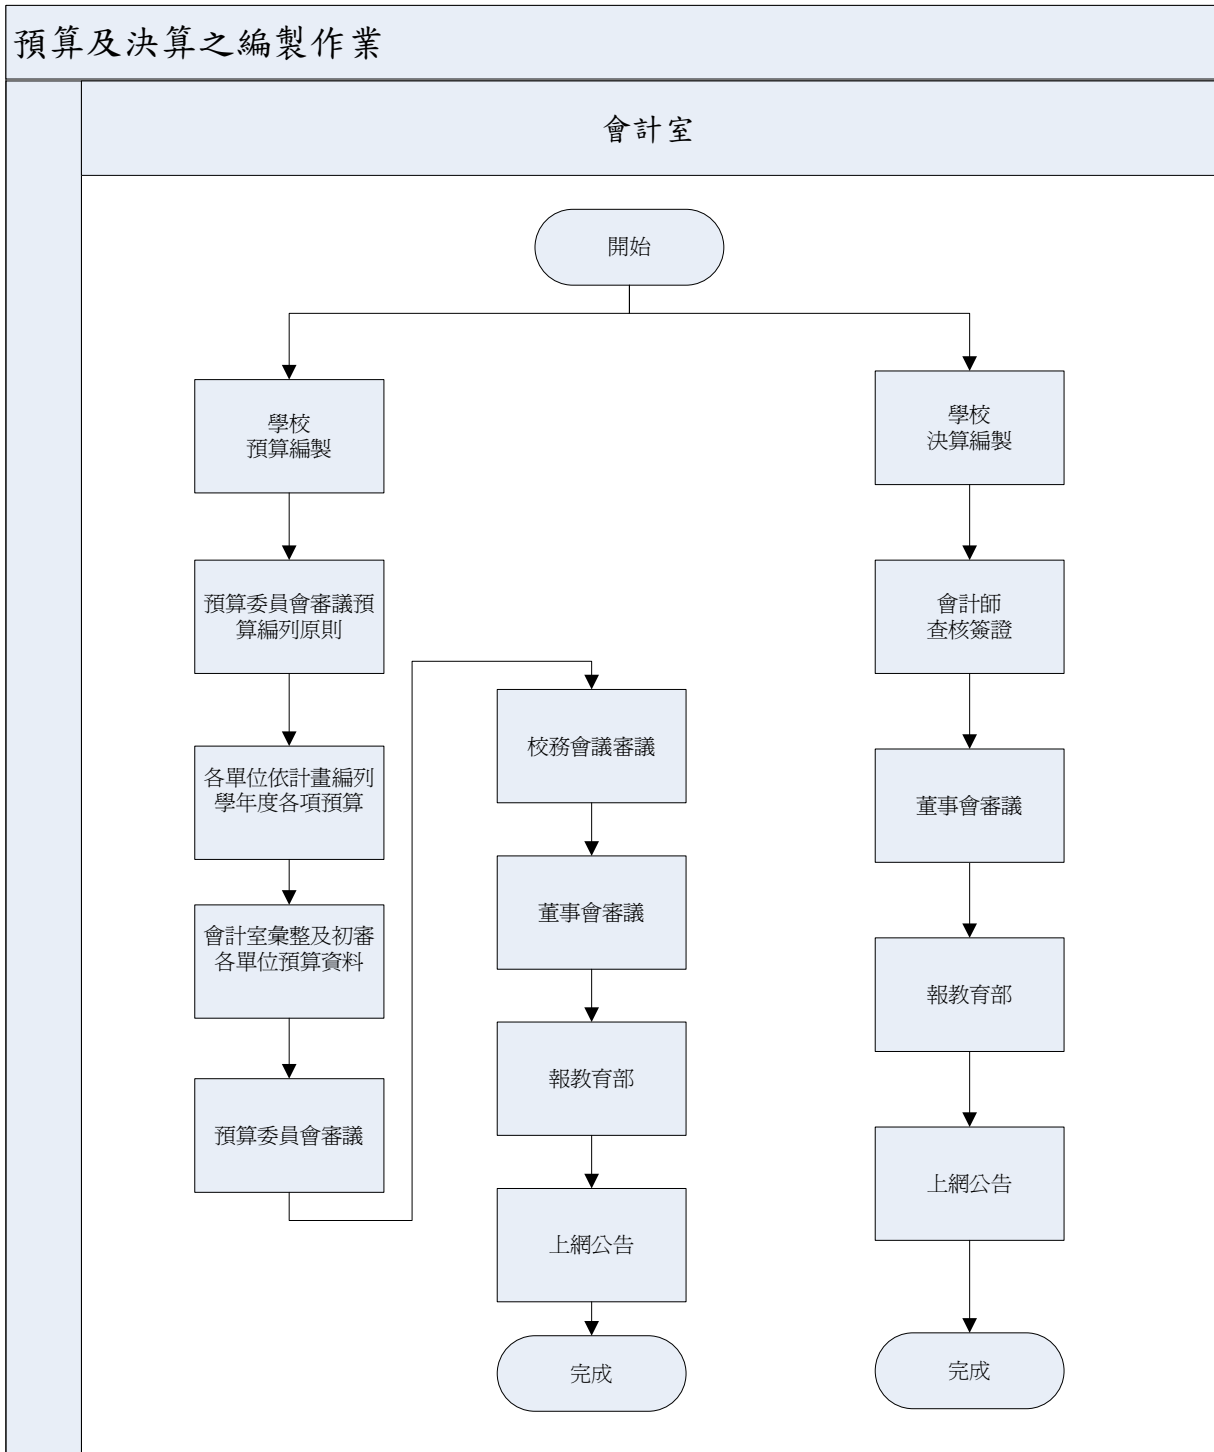 預算及決算之編製作業
會計室
開始
學校
預算編製
預算委員會審議預
算編列原則
各單位依計畫編列
學年度各項預算
會計室彙整及初審
各單位預算資料
預算委員會審議
校務會議審議
董事會審議
報教育部
上網公告
完成
學校
決算編製
會計師
查核簽證
董事會審議
報教育部
上網公告
完成